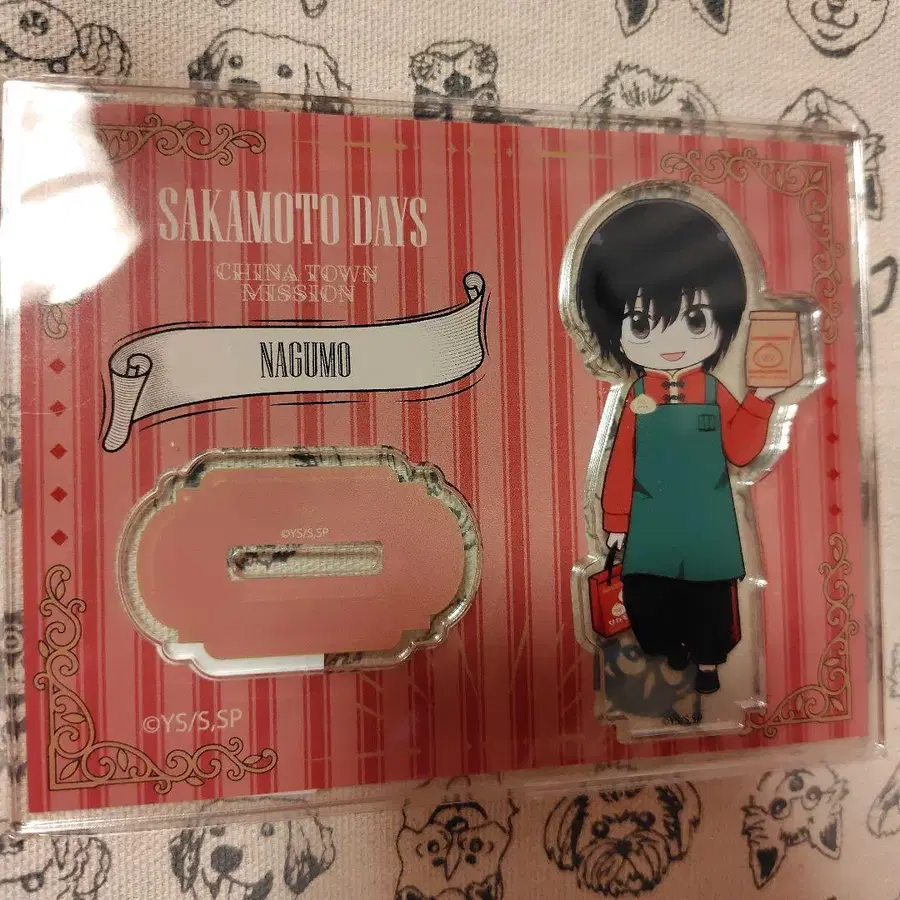 SAKAMOTO DAYS
CHINA TOWN
MISSION
NAGUMO
©YS/S,SP
©YS/S,SP